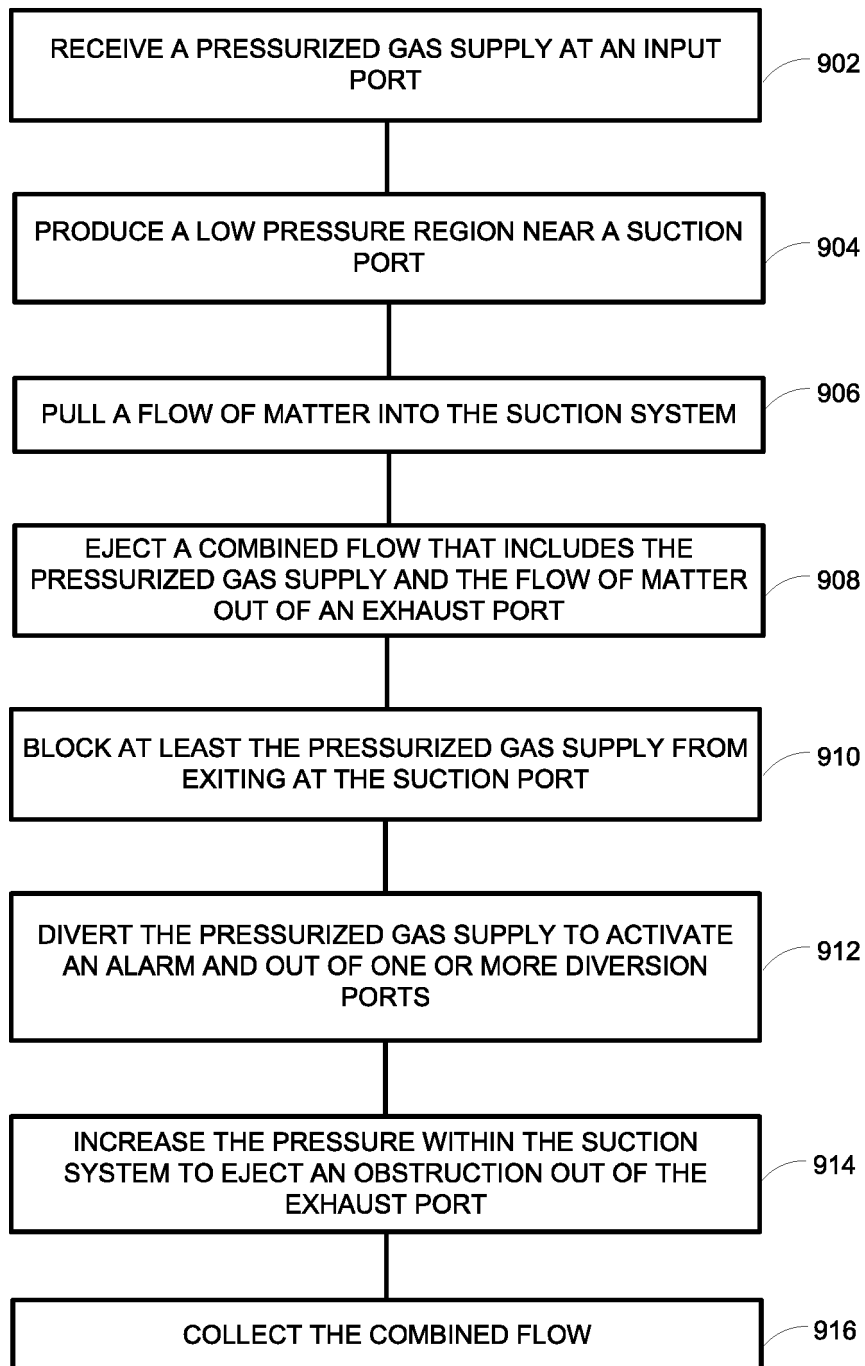 RECEIVE A PRESSURIZED GAS SUPPLY AT AN INPUT
PORT
902
PRODUCE A LOW PRESSURE REGION NEAR A SUCTION
PORT
904
PULL A FLOW OF MATTER INTO THE SUCTION SYSTEM
906
EJECT A COMBINED FLOW THAT INCLUDES THE
PRESSURIZED GAS SUPPLY AND THE FLOW OF MATTER
OUT OF AN EXHAUST PORT
908
BLOCK AT LEAST THE PRESSURIZED GAS SUPPLY FROM
EXITING AT THE SUCTION PORT
910
DIVERT THE PRESSURIZED GAS SUPPLY TO ACTIVATE
AN ALARM AND OUT OF ONE OR MORE DIVERSION
PORTS
912
INCREASE THE PRESSURE WITHIN THE SUCTION
SYSTEM TO EJECT AN OBSTRUCTION OUT OF THE
EXHAUST PORT
914
COLLECT THE COMBINED FLOW
916